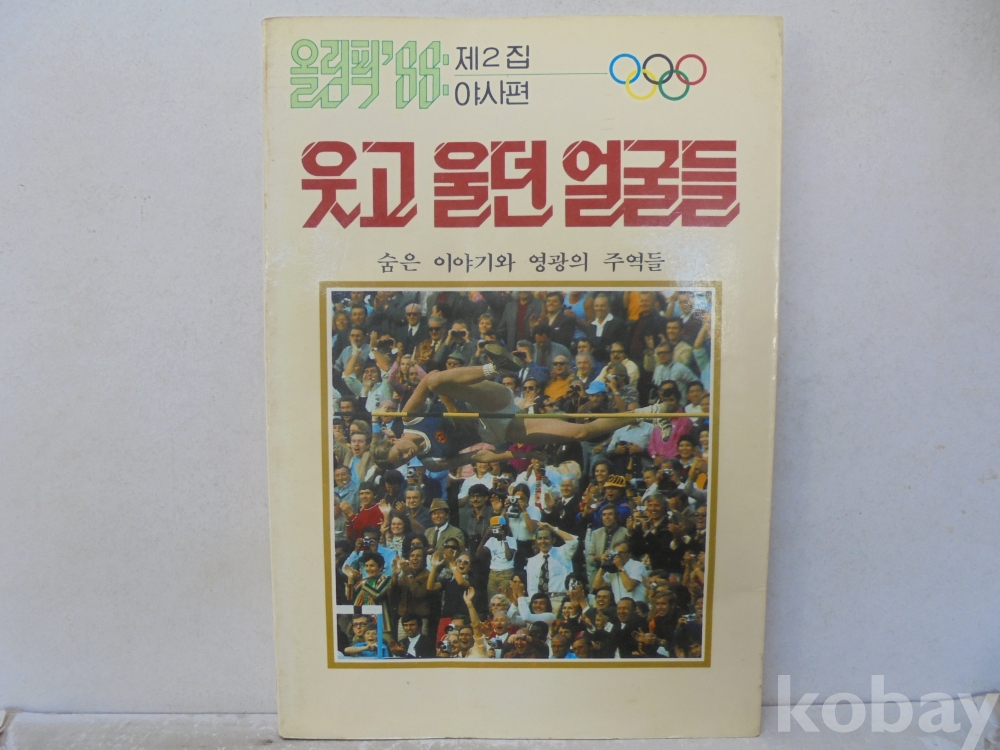 올림픽'88:
제2집
야사편
웃고 울던 얼굴들
숨은 이야기와 영광의 주역들
kobay